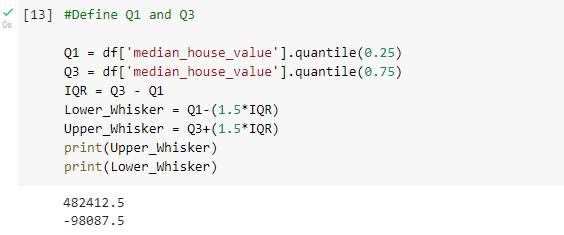 [13] #Define Q1 and Q3
0s
Q1 = df['median_house_value'].quantile(0.25)
Q3 = df['median_house_value'].quantile(0.75)
IQR = Q3 - Q1
Lower_Whisker = Q1-(1.5*IQR)
Upper_Whisker = Q3+(1.5*IQR)
print(Upper_Whisker)
print(Lower_Whisker)
482412.5
-98087.5